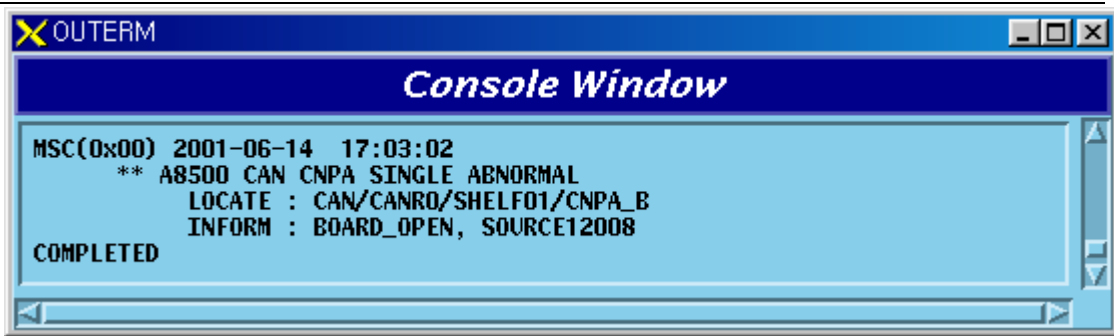 OUTERM
Console Window
MSC(0x00) 2001-06-14 17:03:02
** A8500 CAN CNPA SINGLE ABNORMAL
LOCATE : CAN/CANRO/SHELF01/CNPA_B
INFORM : BOARD_OPEN, SOURCE12008
COMPLETED